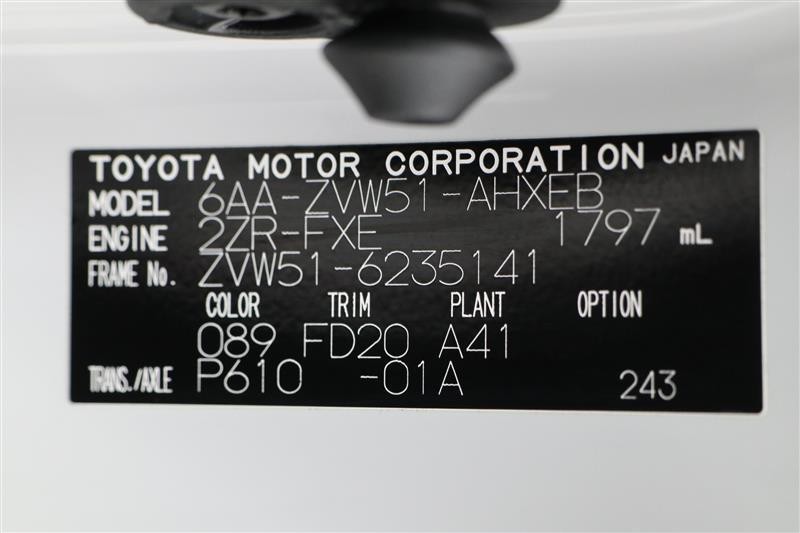 TOYOTA MOTOR CORPORATION JAPAN
MODEL 6AA-ZVW51-AHXEB
ENGINE 2ZR-FXE 1797 mL
FRAME No. ZVW51-6235141
COLOR TRIM PLANT OPTION
089 FD20 A41
TRANS./AXLE P610 -01A 243